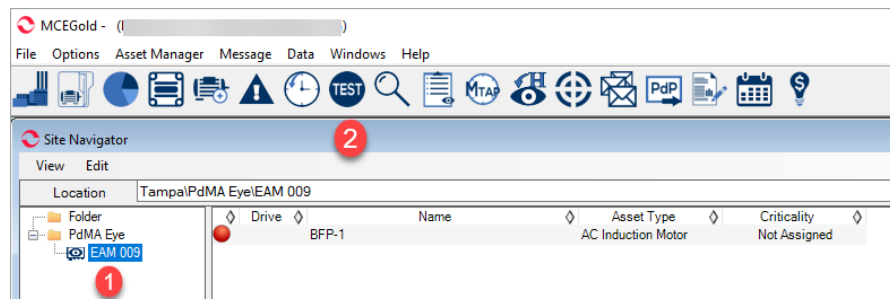 MCEGold - (            )
File Options Asset Manager Message Data Windows Help
TEST MTAP H PdP $
Site Navigator
2
View Edit
Location Tampa\PdMA Eye\EAM 009
Folder Drive Name Asset Type Criticality
PdMA Eye BFP-1 AC Induction Motor Not Assigned
EAM 009
1